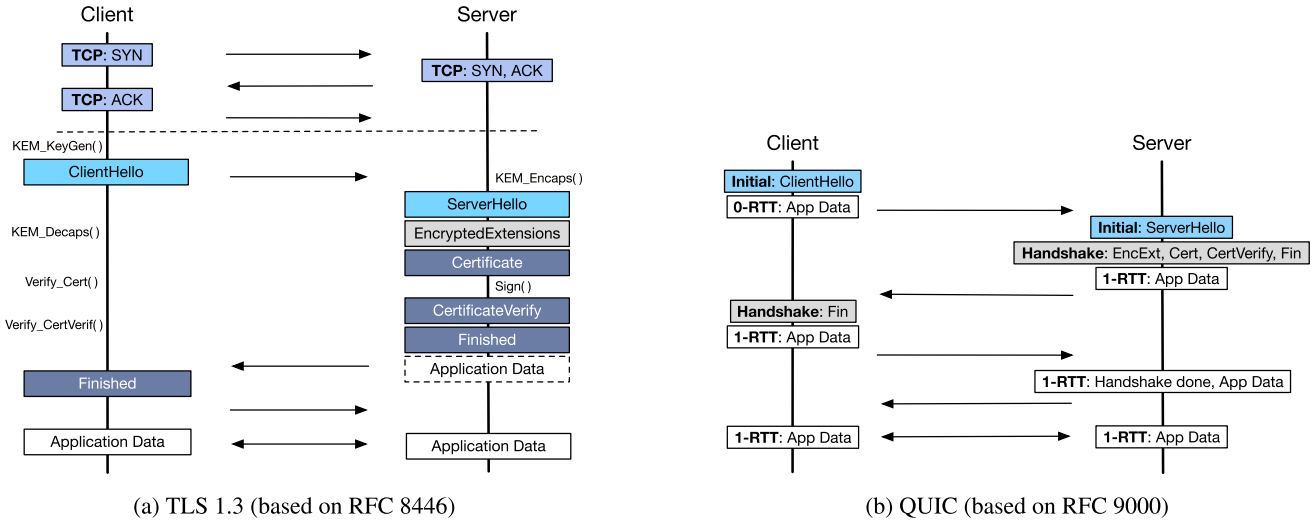 Client
Server
TCP: SYN
TCP: SYN, ACK
TCP: ACK
KEM_KeyGen()
ClientHello
KEM_Encaps()
ServerHello
KEM_Decaps()
EncryptedExtensions
Certificate
Verify_Cert()
Sign()
CertificateVerify
Verify_CertVerif()
Finished
Application Data
Finished
Application Data
Application Data
(a) TLS 1.3 (based on RFC 8446)
Client
Server
Initial: ClientHello
0-RTT: App Data
Initial: ServerHello
Handshake: EncExt, Cert, CertVerify, Fin
1-RTT: App Data
Handshake: Fin
1-RTT: App Data
1-RTT: Handshake done, App Data
1-RTT: App Data
1-RTT: App Data
(b) QUIC (based on RFC 9000)